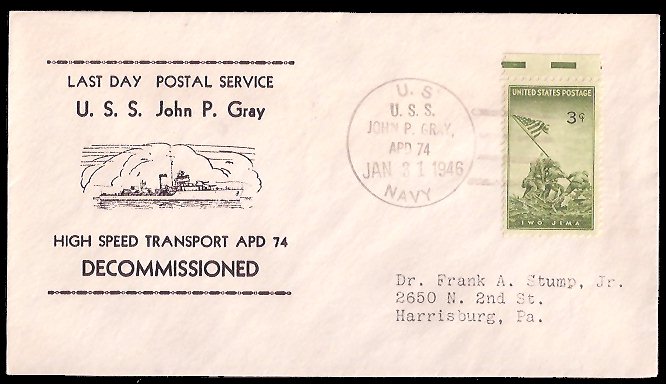 LAST DAY POSTAL SERVICE
U. S. S. John P. Gray
HIGH SPEED TRANSPORT APD 74
DECOMMISSIONED
U. S.
U. S. S.
JOHN P. GRAY,
APD 74
JAN 31 1946
NAVY
UNITED STATES POSTAGE
3¢
IWO JIMA
Dr. Frank A. Stump, Jr.
2650 N. 2nd St.
Harrisburg, Pa.